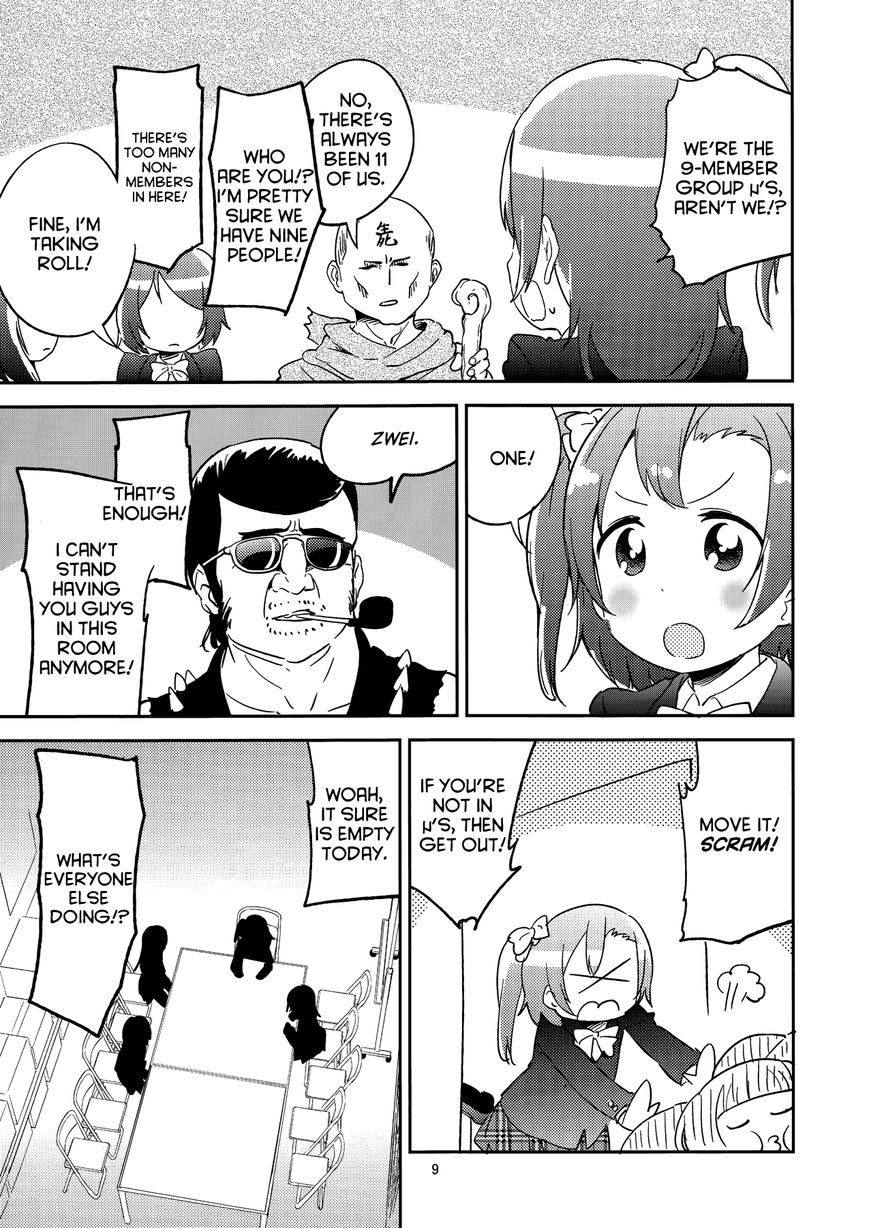 WE'RE THE
9-MEMBER
GROUP μ'S,
AREN'T WE!?
NO,
THERE'S
ALWAYS
BEEN 11
OF US.
WHO
ARE YOU!?
I'M PRETTY
SURE WE
HAVE NINE
PEOPLE!
THERE'S
TOO MANY
NON-
MEMBERS
IN HERE!
FINE, I'M
TAKING
ROLL!
ONE!
ZWEI.
THAT'S
ENOUGH!
I CAN'T
STAND
HAVING
YOU GUYS
IN THIS
ROOM
ANYMORE!
MOVE IT!
SCRAM!
IF YOU'RE
NOT IN
μ'S, THEN
GET OUT!
WOAH,
IT SURE
IS EMPTY
TODAY.
WHAT'S
EVERYONE
ELSE
DOING!?
9